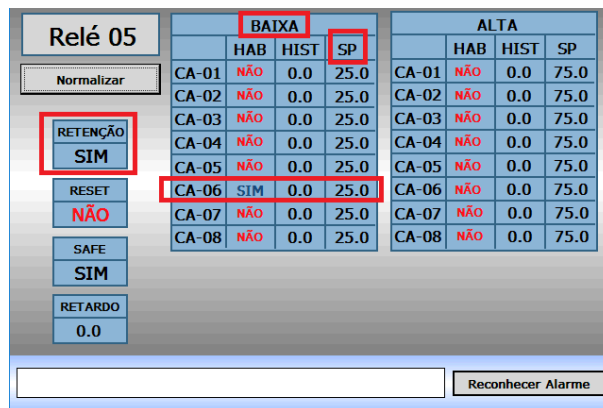 Relé 05
Normalizar
RETENÇÃO
SIM
RESET
NÃO
SAFE
SIM
RETARDO
0.0
BAIXA
HAB HIST SP
CA-01 NÃO 0.0 25.0
CA-02 NÃO 0.0 25.0
CA-03 NÃO 0.0 25.0
CA-04 NÃO 0.0 25.0
CA-05 NÃO 0.0 25.0
CA-06 SIM 0.0 25.0
CA-07 NÃO 0.0 25.0
CA-08 NÃO 0.0 25.0
ALTA
HAB HIST SP
CA-01 NÃO 0.0 75.0
CA-02 NÃO 0.0 75.0
CA-03 NÃO 0.0 75.0
CA-04 NÃO 0.0 75.0
CA-05 NÃO 0.0 75.0
CA-06 NÃO 0.0 75.0
CA-07 NÃO 0.0 75.0
CA-08 NÃO 0.0 75.0
Reconhecer Alarme